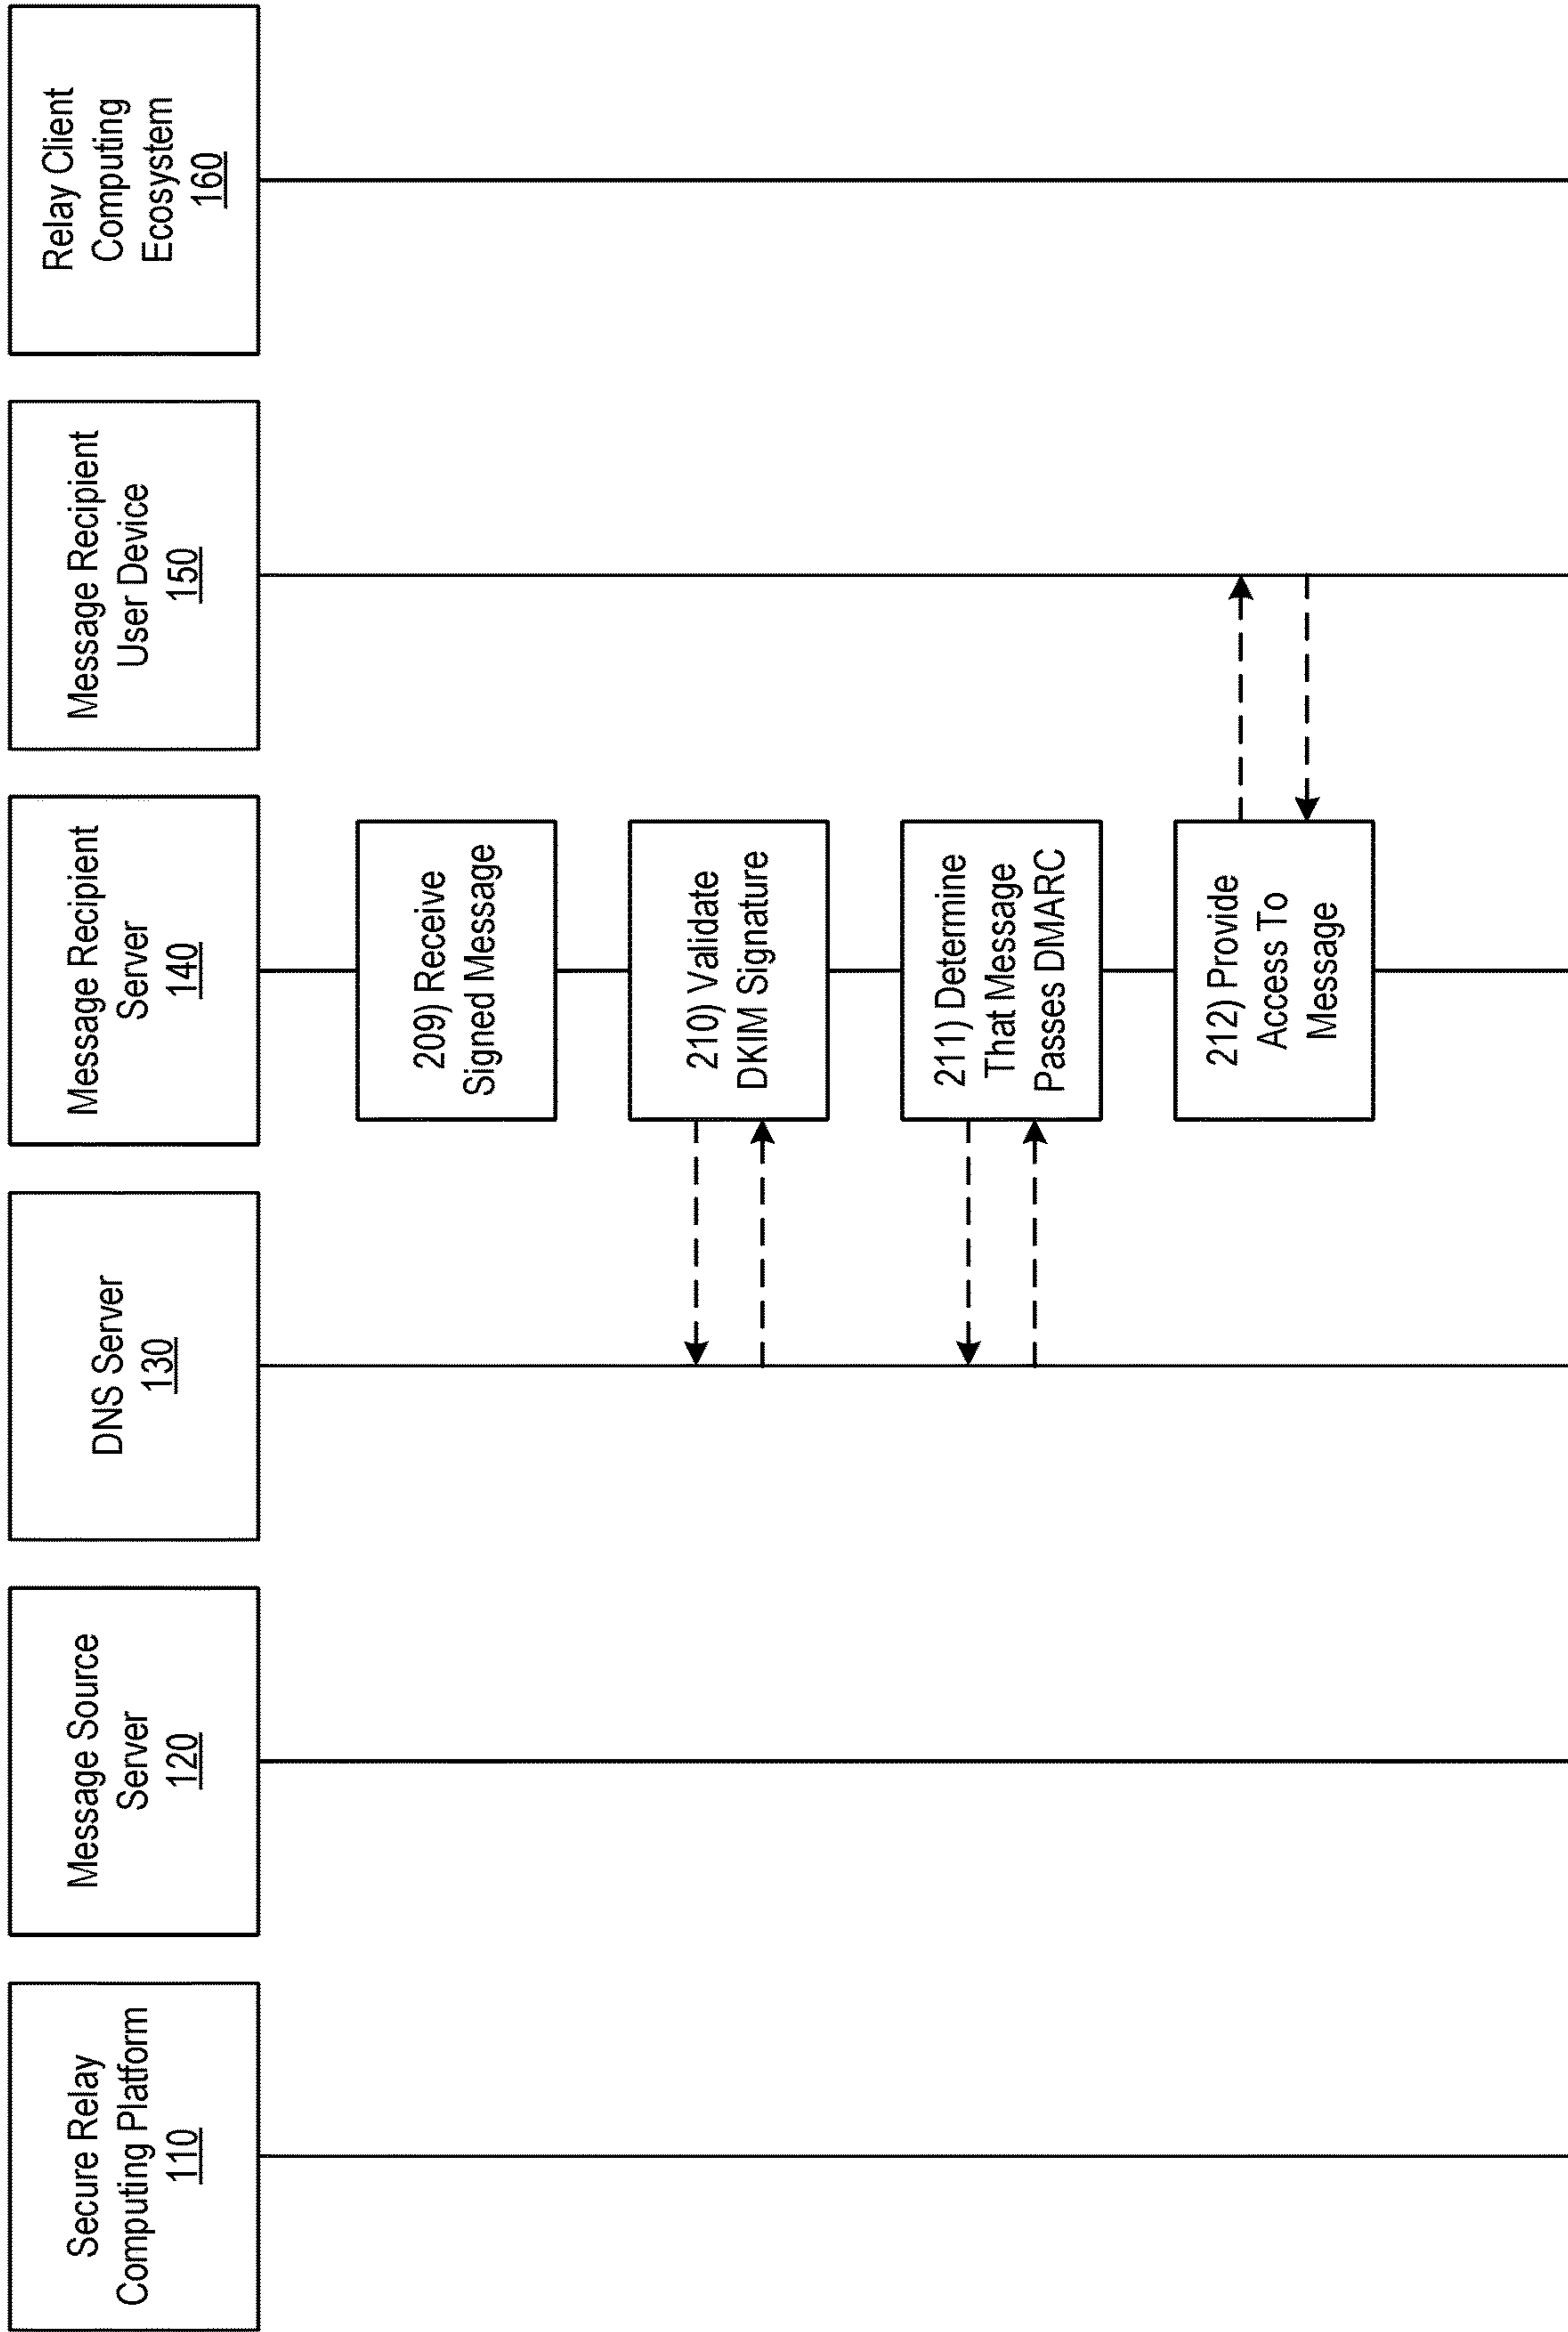 Secure Relay
Computing Platform
110
Message Source
Server
120
DNS Server
130
Message Recipient
Server
140
Message Recipient
User Device
150
Relay Client
Computing
Ecosystem
160
209) Receive
Signed Message
210) Validate
DKIM Signature
211) Determine
That Message
Passes DMARC
212) Provide
Access To
Message